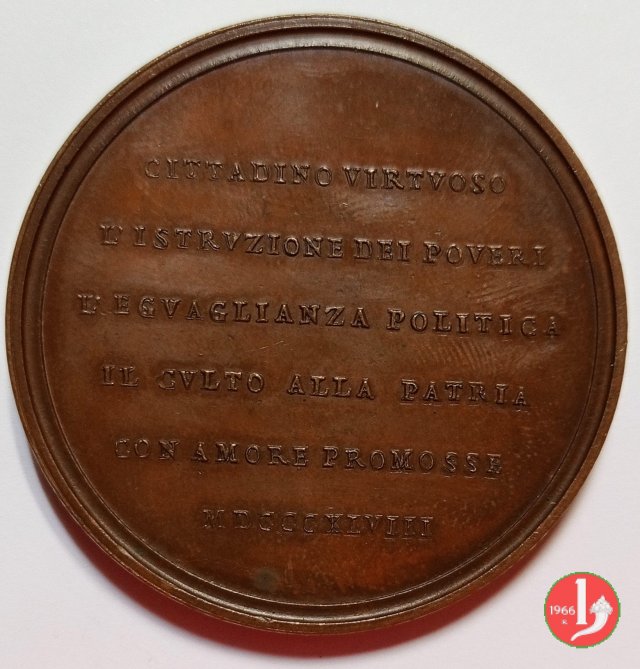 CITTADINO VIRTVOSO
L'ISTRVZIONE DEI POVERI
L'EGVAGLIANZA POLITICA
IL CVLTO ALLA PATRIA
CON AMORE PROMOSSE
MDCCCXLVIII
1966
R.